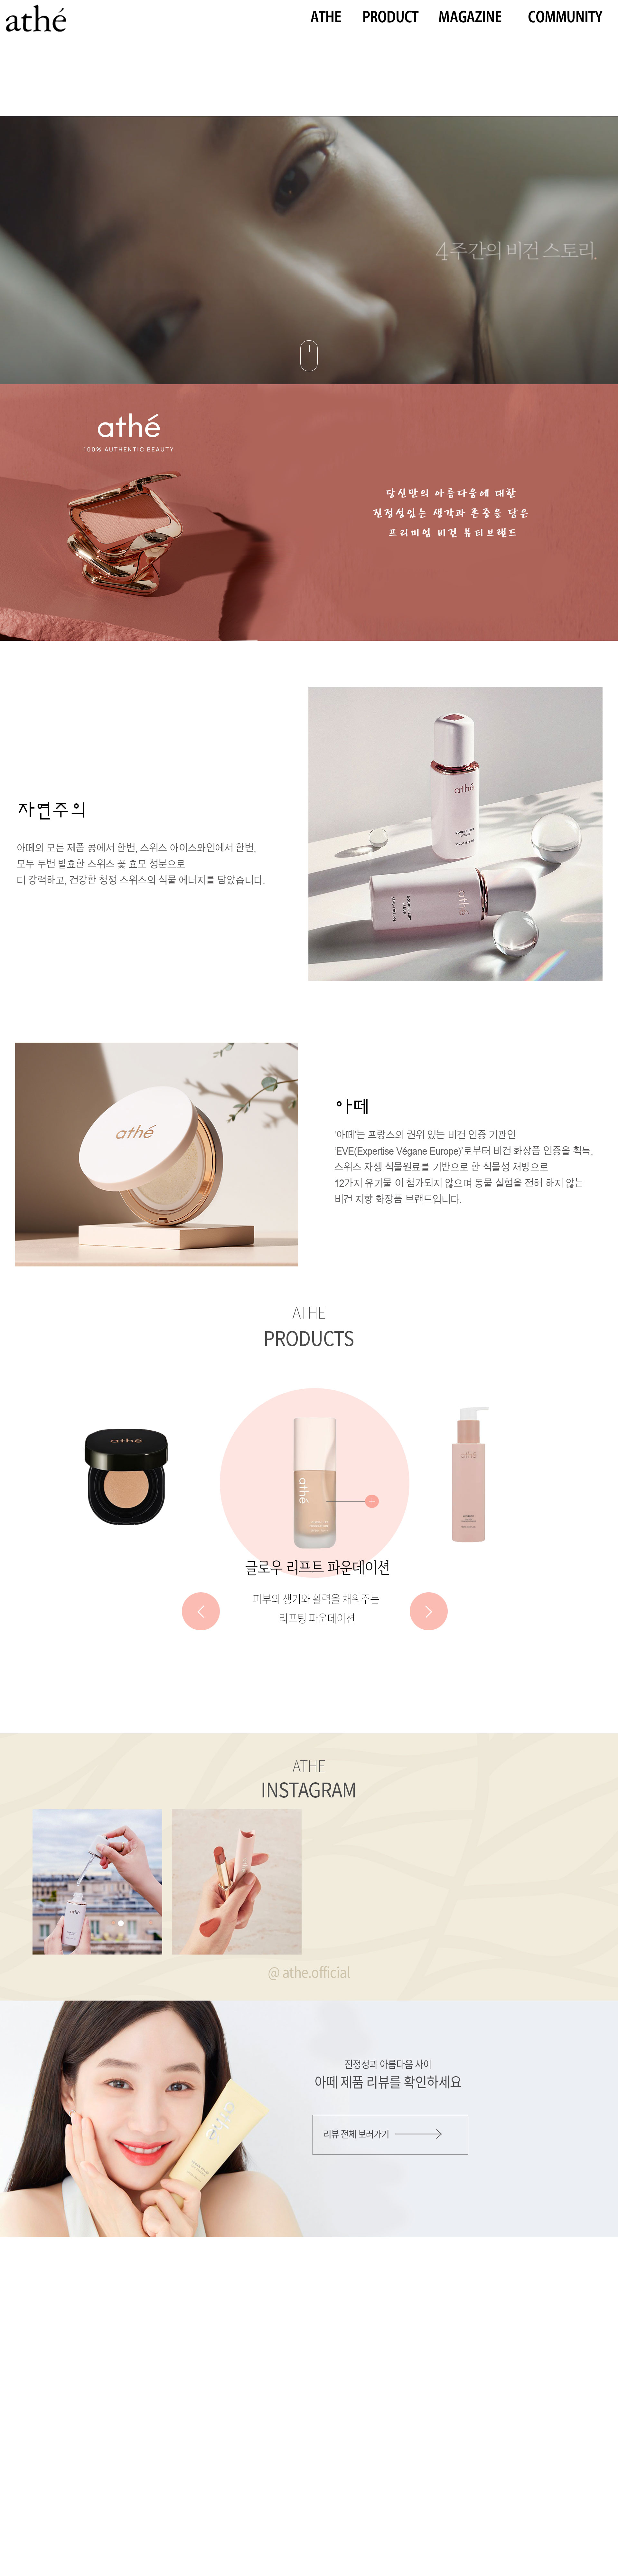 athé
ATHE PRODUCT MAGAZINE COMMUNITY
4주간의 비건 스토리.
athé
100% AUTHENTIC BEAUTY
당신만의 아름다움에 대한
진정성있는 생각과 존중을 담은
프리미엄 비건 뷰티브랜드
athé
자연주의
아떼의 모든 제품 콩에서 한번, 스위스 아이스와인에서 한번,
모두 두번 발효한 스위스 꽃 효모 성분으로
더 강력하고, 건강한 청정 스위스의 식물 에너지를 담았습니다.
athé
아떼
'아떼'는 프랑스의 권위 있는 비건 인증 기관인
'EVE(Expertise Végane Europe)'로부터 비건 화장품 인증을 획득,
스위스 자생 식물원료를 기반으로 한 식물성 처방으로
12가지 유기물 이 첨가되지 않으며 동물 실험을 전혀 하지 않는
비건 지향 화장품 브랜드입니다.
ATHE
PRODUCTS
athé
athé
athé
글로우 리프트 파운데이션
피부의 생기와 활력을 채워주는
리프팅 파운데이션
ATHE
INSTAGRAM
athé
@ athe.official
진정성과 아름다움 사이
아떼 제품 리뷰를 확인하세요
리뷰 전체 보러가기